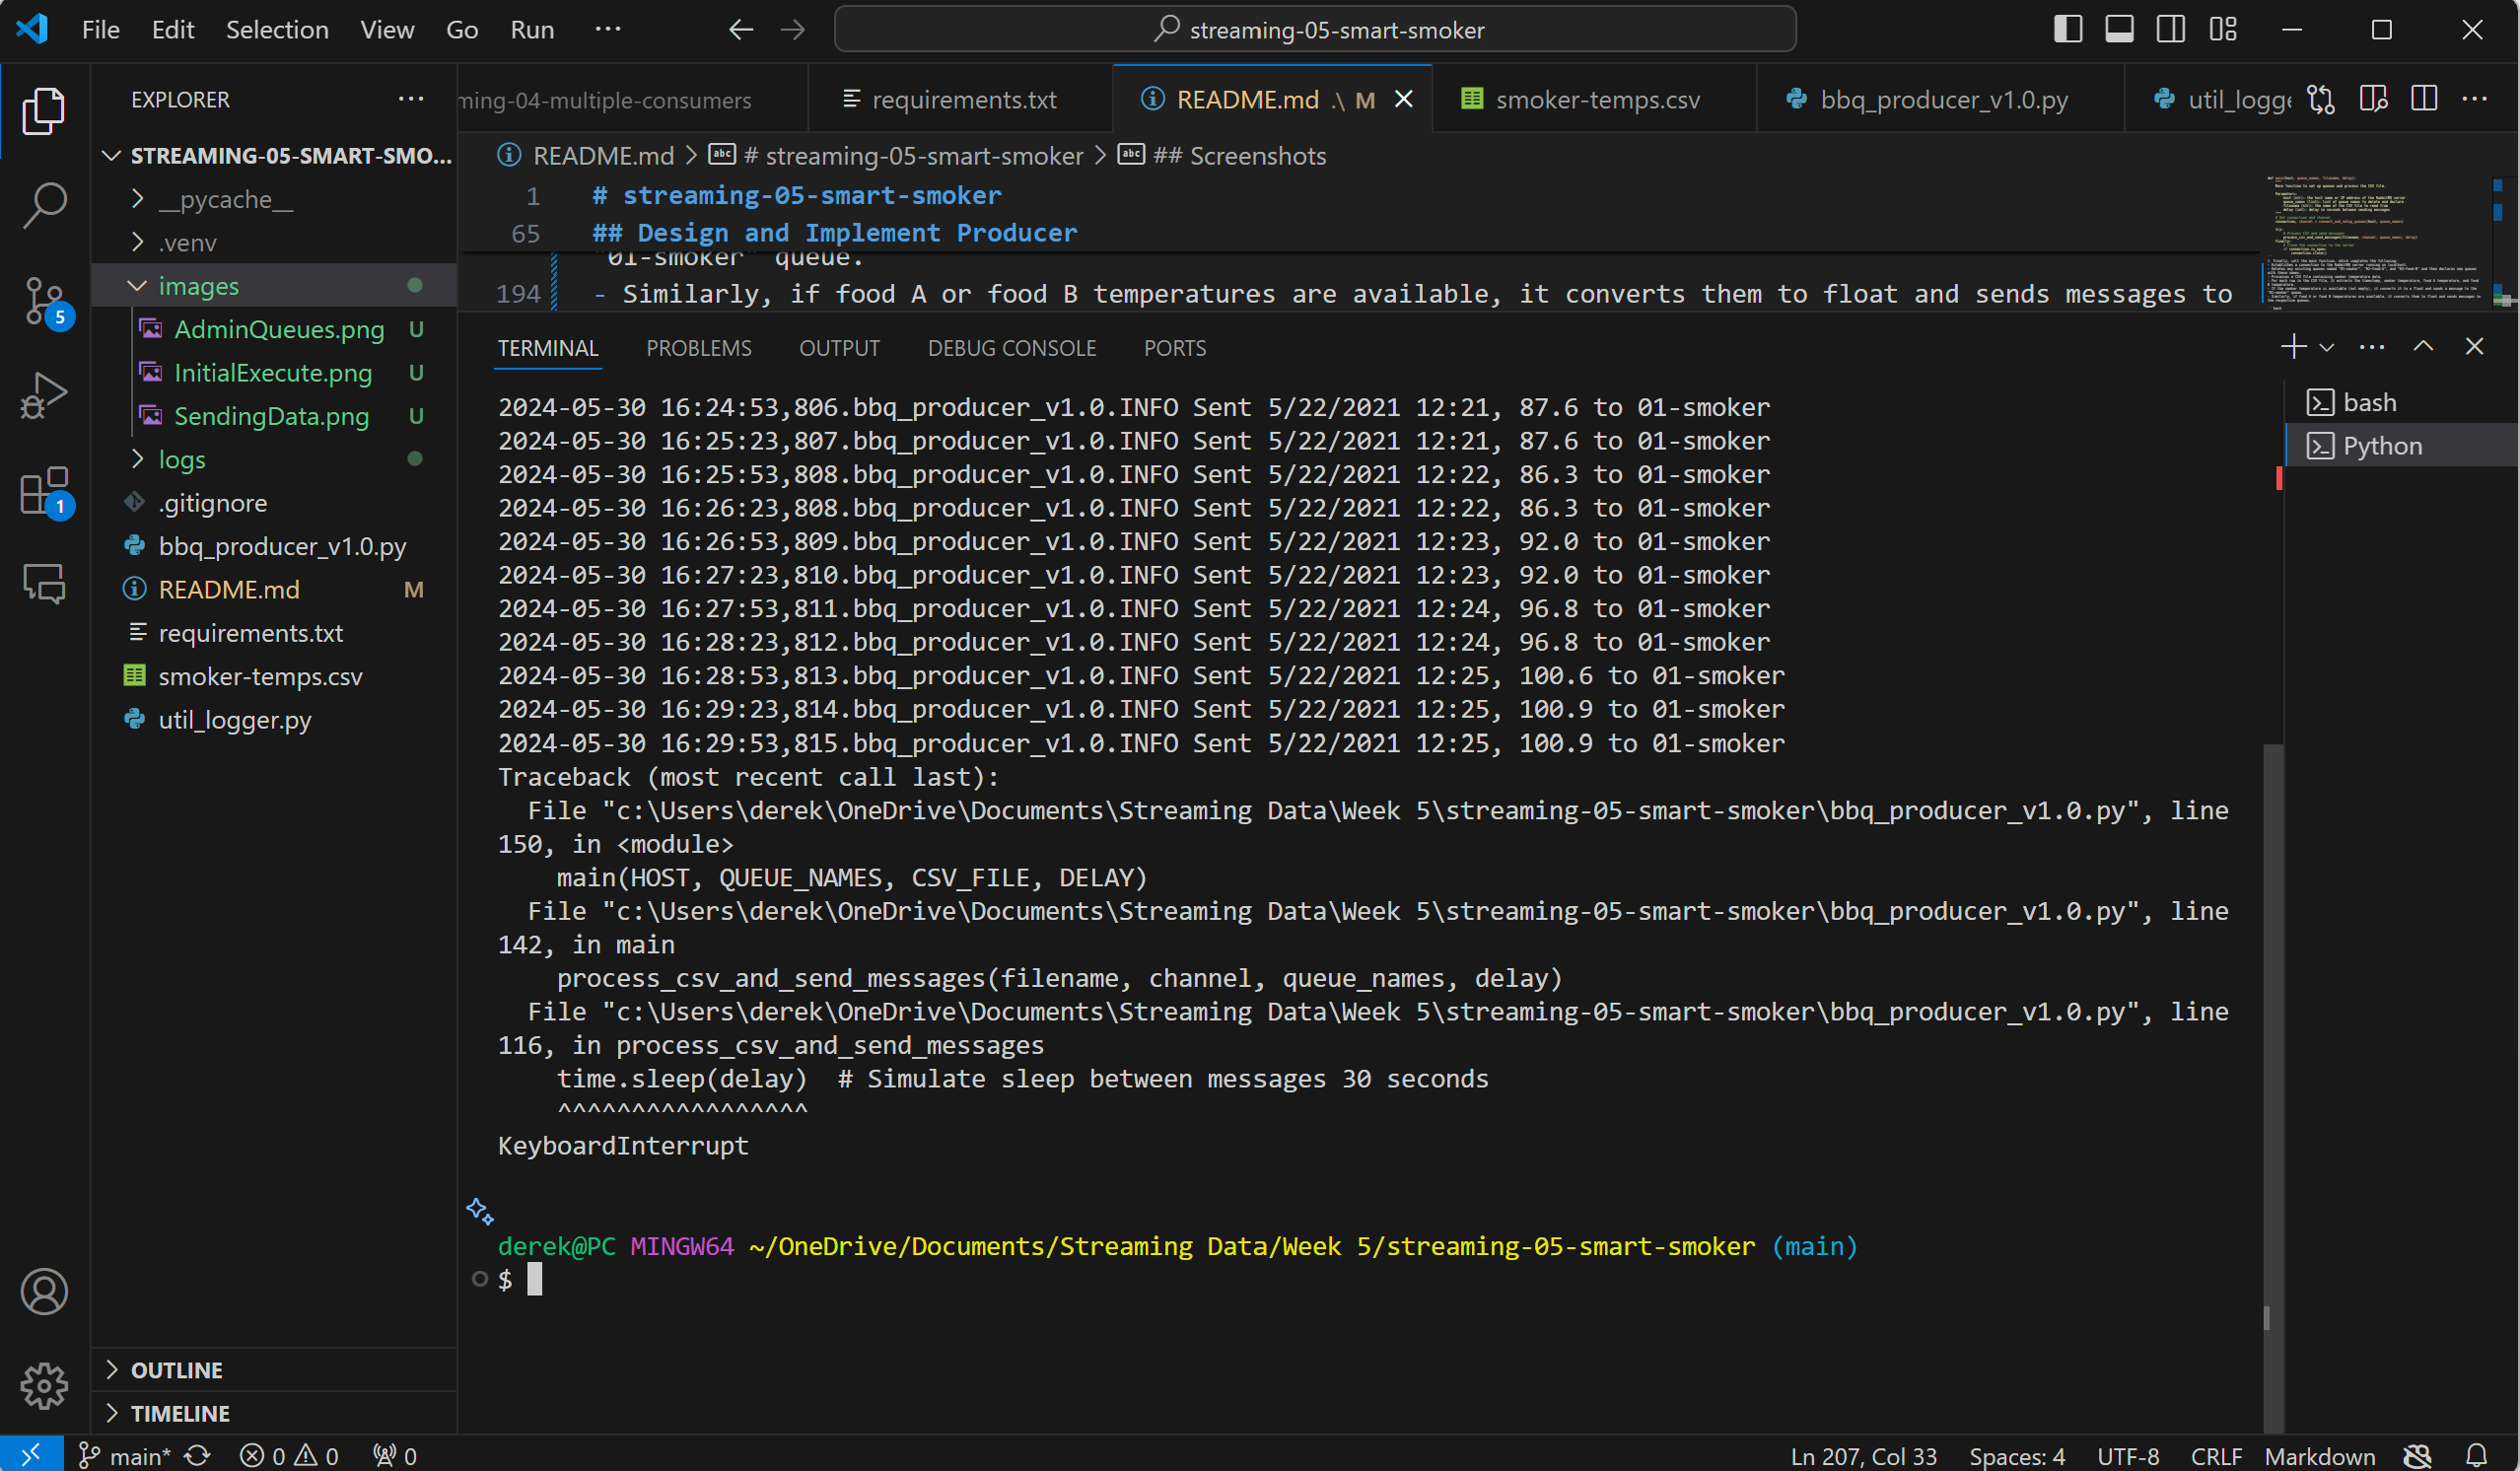 File Edit Selection View Go Run ···
streaming-05-smart-smoker
EXPLORER ···
ming-04-multiple-consumers
requirements.txt
README.md .\ M
smoker-temps.csv
bbq_producer_v1.0.py
util_logge
STREAMING-05-SMART-SMO...
__pycache__
.venv
images
AdminQueues.png U
InitialExecute.png U
SendingData.png U
logs
.gitignore
bbq_producer_v1.0.py
README.md M
requirements.txt
smoker-temps.csv
util_logger.py
OUTLINE
TIMELINE
5
1
README.md > # streaming-05-smart-smoker > ## Screenshots
1 # streaming-05-smart-smoker
65 ## Design and Implement Producer
01-smoker queue.
194 - Similarly, if food A or food B temperatures are available, it converts them to float and sends messages to
TERMINAL PROBLEMS OUTPUT DEBUG CONSOLE PORTS
bash
Python
2024-05-30 16:24:53,806.bbq_producer_v1.0.INFO Sent 5/22/2021 12:21, 87.6 to 01-smoker
2024-05-30 16:25:23,807.bbq_producer_v1.0.INFO Sent 5/22/2021 12:21, 87.6 to 01-smoker
2024-05-30 16:25:53,808.bbq_producer_v1.0.INFO Sent 5/22/2021 12:22, 86.3 to 01-smoker
2024-05-30 16:26:23,808.bbq_producer_v1.0.INFO Sent 5/22/2021 12:22, 86.3 to 01-smoker
2024-05-30 16:26:53,809.bbq_producer_v1.0.INFO Sent 5/22/2021 12:23, 92.0 to 01-smoker
2024-05-30 16:27:23,810.bbq_producer_v1.0.INFO Sent 5/22/2021 12:23, 92.0 to 01-smoker
2024-05-30 16:27:53,811.bbq_producer_v1.0.INFO Sent 5/22/2021 12:24, 96.8 to 01-smoker
2024-05-30 16:28:23,812.bbq_producer_v1.0.INFO Sent 5/22/2021 12:24, 96.8 to 01-smoker
2024-05-30 16:28:53,813.bbq_producer_v1.0.INFO Sent 5/22/2021 12:25, 100.6 to 01-smoker
2024-05-30 16:29:23,814.bbq_producer_v1.0.INFO Sent 5/22/2021 12:25, 100.9 to 01-smoker
2024-05-30 16:29:53,815.bbq_producer_v1.0.INFO Sent 5/22/2021 12:25, 100.9 to 01-smoker
Traceback (most recent call last):
  File "c:\Users\derek\OneDrive\Documents\Streaming Data\Week 5\streaming-05-smart-smoker\bbq_producer_v1.0.py", line
150, in <module>
    main(HOST, QUEUE_NAMES, CSV_FILE, DELAY)
  File "c:\Users\derek\OneDrive\Documents\Streaming Data\Week 5\streaming-05-smart-smoker\bbq_producer_v1.0.py", line
142, in main
    process_csv_and_send_messages(filename, channel, queue_names, delay)
  File "c:\Users\derek\OneDrive\Documents\Streaming Data\Week 5\streaming-05-smart-smoker\bbq_producer_v1.0.py", line
116, in process_csv_and_send_messages
    time.sleep(delay)  # Simulate sleep between messages 30 seconds
    ^^^^^^^^^^^^^^^^^
KeyboardInterrupt
derek@PC MINGW64 ~/OneDrive/Documents/Streaming Data/Week 5/streaming-05-smart-smoker (main)
$
main* 0 0 0
Ln 207, Col 33 Spaces: 4 UTF-8 CRLF Markdown